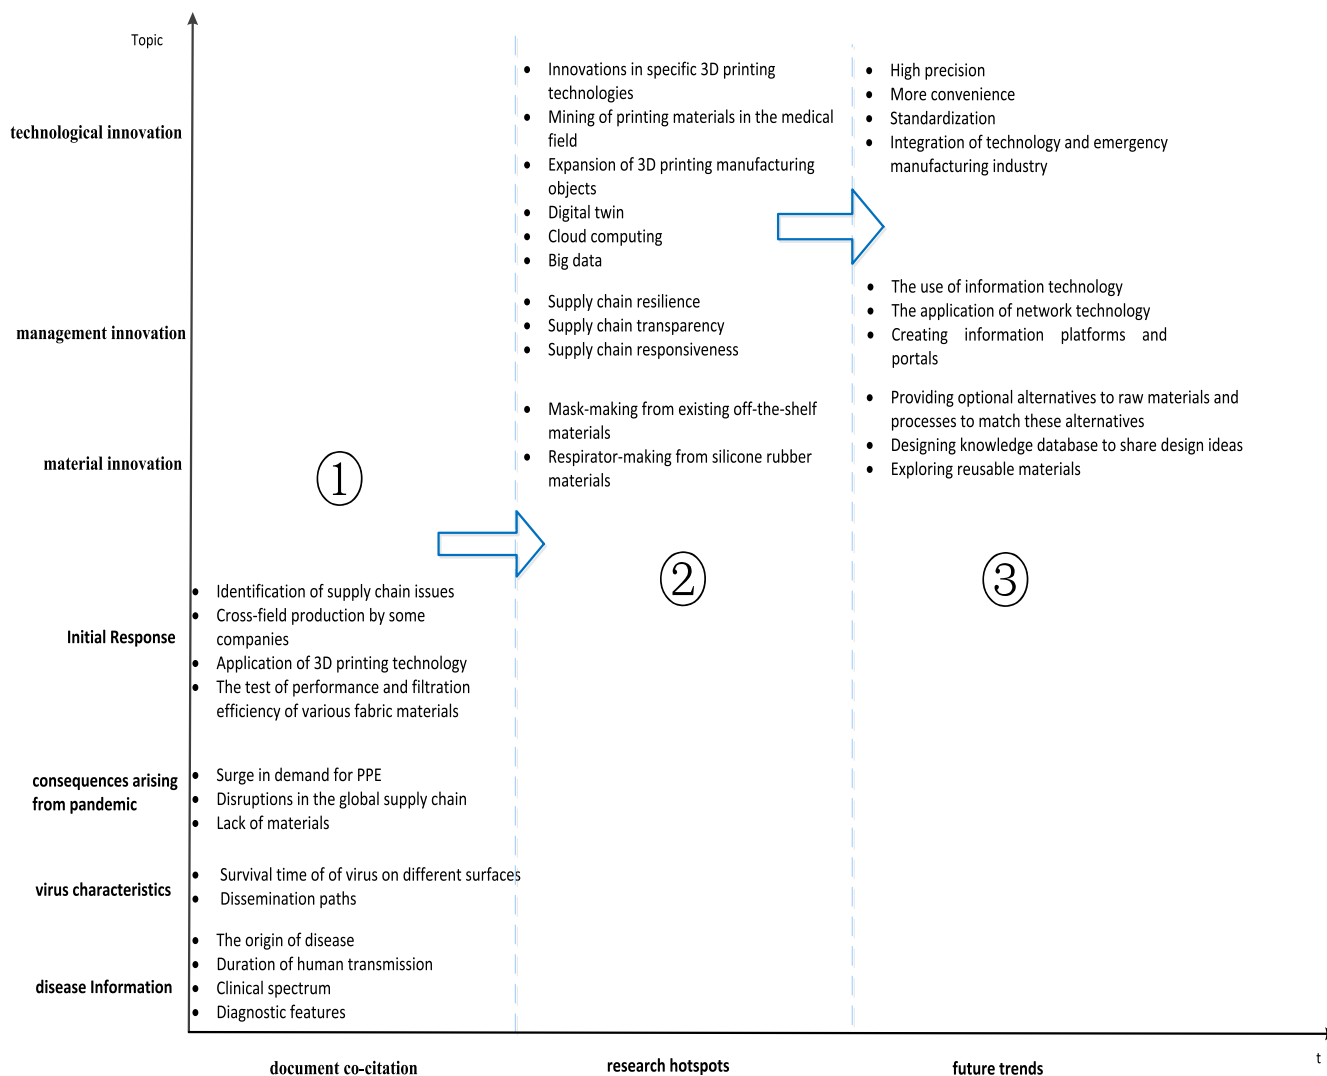 Topic
technological innovation
management innovation
material innovation
Initial Response
consequences arising
from pandemic
virus characteristics
disease Information
①
• Identification of supply chain issues
• Cross-field production by some
companies
• Application of 3D printing technology
• The test of performance and filtration
efficiency of various fabric materials
• Surge in demand for PPE
• Disruptions in the global supply chain
• Lack of materials
• Survival time of of virus on different surfaces
• Dissemination paths
• The origin of disease
• Duration of human transmission
• Clinical spectrum
• Diagnostic features
• Innovations in specific 3D printing
technologies
• Mining of printing materials in the medical
field
• Expansion of 3D printing manufacturing
objects
• Digital twin
• Cloud computing
• Big data
• Supply chain resilience
• Supply chain transparency
• Supply chain responsiveness
• Mask-making from existing off-the-shelf
materials
• Respirator-making from silicone rubber
materials
②
• High precision
• More convenience
• Standardization
• Integration of technology and emergency
manufacturing industry
• The use of information technology
• The application of network technology
• Creating information platforms and
portals
• Providing optional alternatives to raw materials and
processes to match these alternatives
• Designing knowledge database to share design ideas
• Exploring reusable materials
③
document co-citation
research hotspots
future trends
t